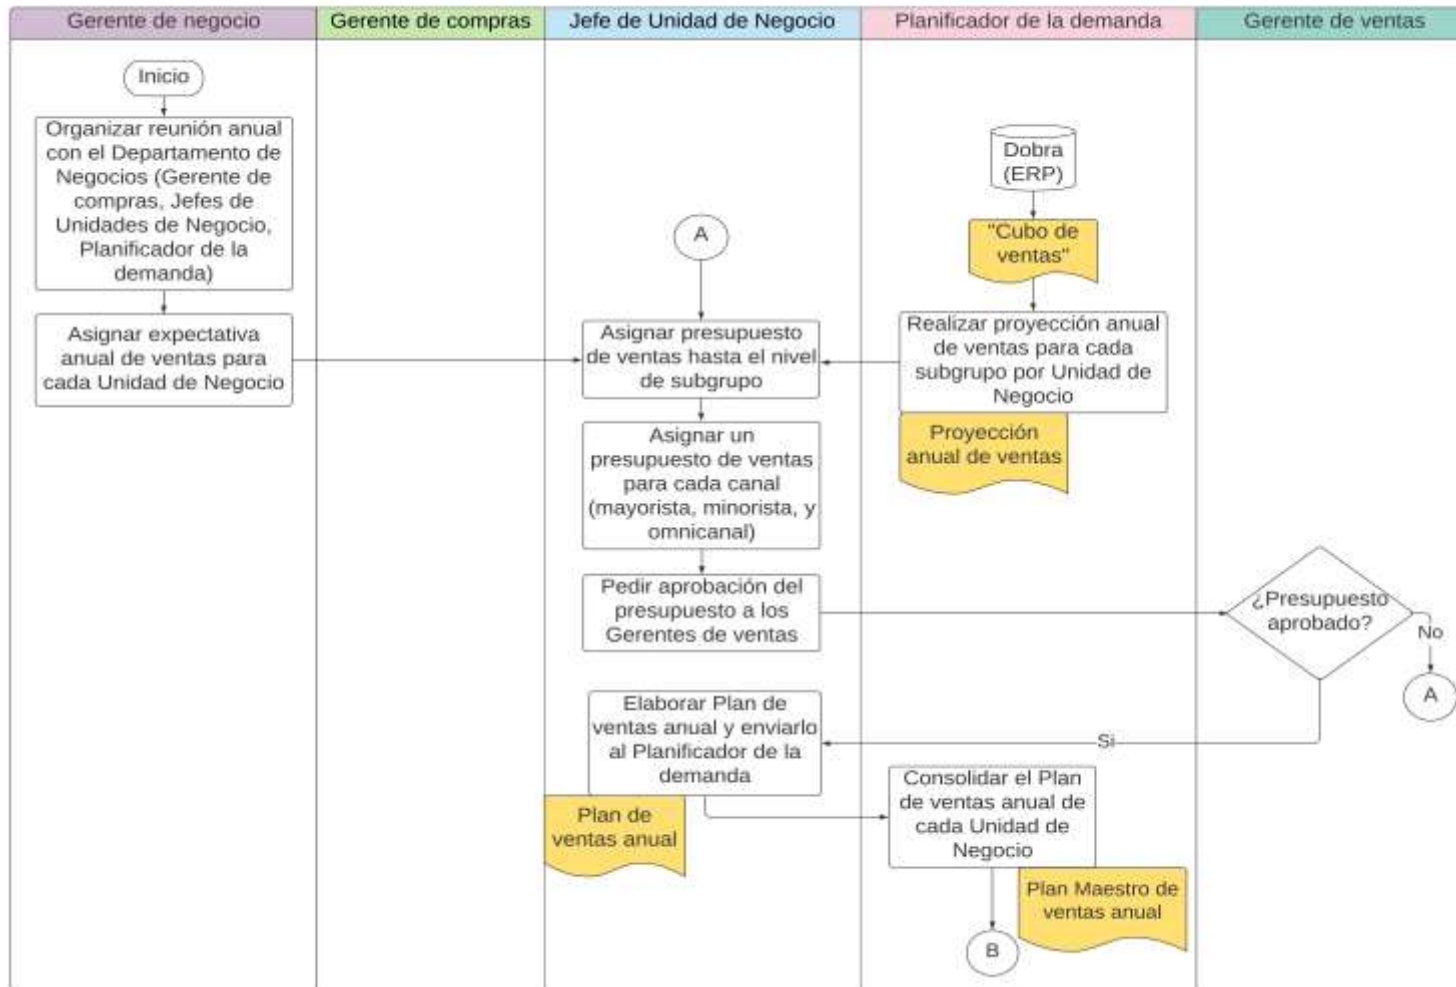 Gerente de negocio
Gerente de compras
Jefe de Unidad de Negocio
Planificador de la demanda
Gerente de ventas
Inicio
Organizar reunión anual
con el Departamento de
Negocios (Gerente de
compras, Jefes de
Unidades de Negocio,
Planificador de la
demanda)
Asignar expectativa
anual de ventas para
cada Unidad de Negocio
A
Asignar presupuesto
de ventas hasta el nivel
de subgrupo
Asignar un
presupuesto de ventas
para cada canal
(mayorista, minorista, y
omnicanal)
Pedir aprobación del
presupuesto a los
Gerentes de ventas
Elaborar Plan de
ventas anual y enviarlo
al Planificador de la
demanda
Plan de
ventas anual
Dobra
(ERP)
"Cubo de
ventas"
Realizar proyección anual
de ventas para cada
subgrupo por Unidad de
Negocio
Proyección
anual de ventas
Si
Consolidar el Plan
de ventas anual de
cada Unidad de
Negocio
Plan Maestro de
ventas anual
B
¿Presupuesto
aprobado?
No
A